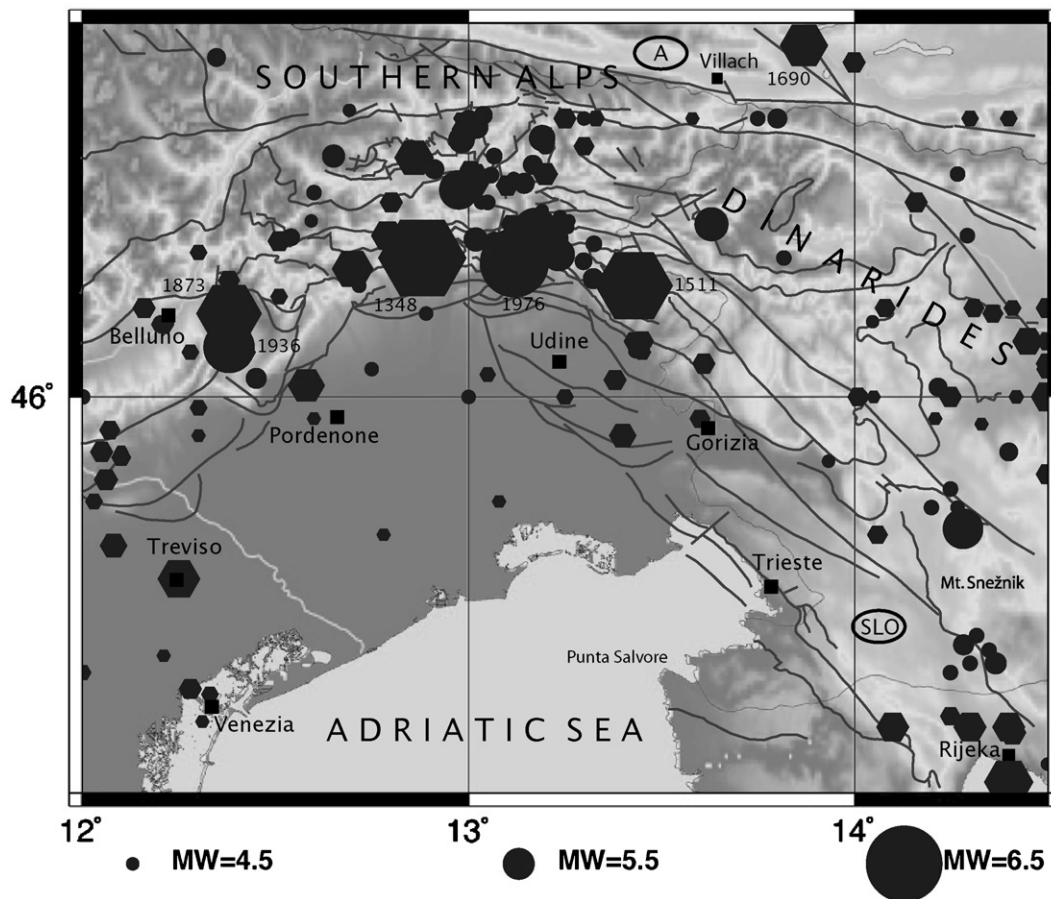 A
Villach
SOUTHERN ALPS
1690
DINARIDES
1873
1348
1976
1511
Belluno
1936
Udine
46°
Pordenone
Gorizia
Treviso
Trieste
Mt. Snežnik
SLO
Punta Salvore
Venezia
ADRIATIC SEA
Rijeka
12° 13° 14°
MW=4.5 MW=5.5 MW=6.5